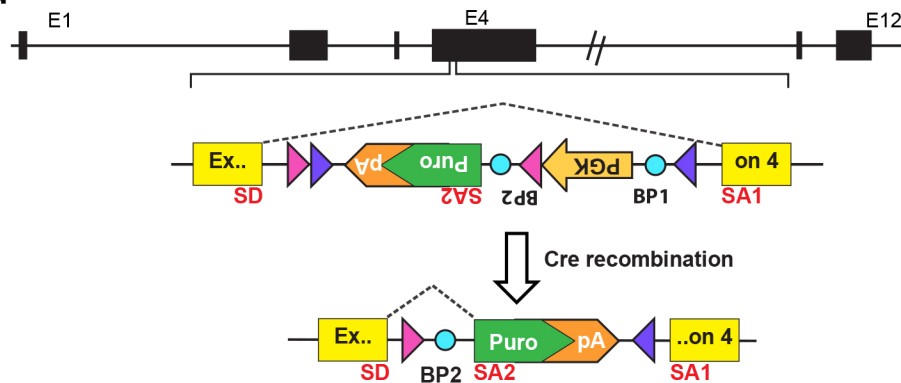 E1 E4 E12
Ex.. pA Puro PGK on 4
SD SA2 BP2 BP1 SA1
Cre recombination
Ex.. Puro pA ..on 4
SD BP2 SA2 SA1